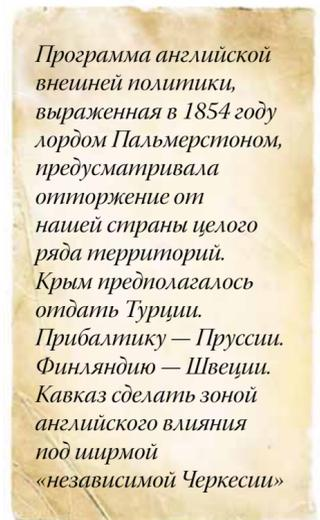 Программа английской
внешней политики,
выраженная в 1854 году
лордом Пальмерстоном,
предусматривала
отторжение от
нашей страны целого
ряда территорий.
Крым предполагалось
отдать Турции.
Прибалтику — Пруссии.
Финляндию — Швеции.
Кавказ сделать зоной
английского влияния
под ширмой
«независимой Черкесии»